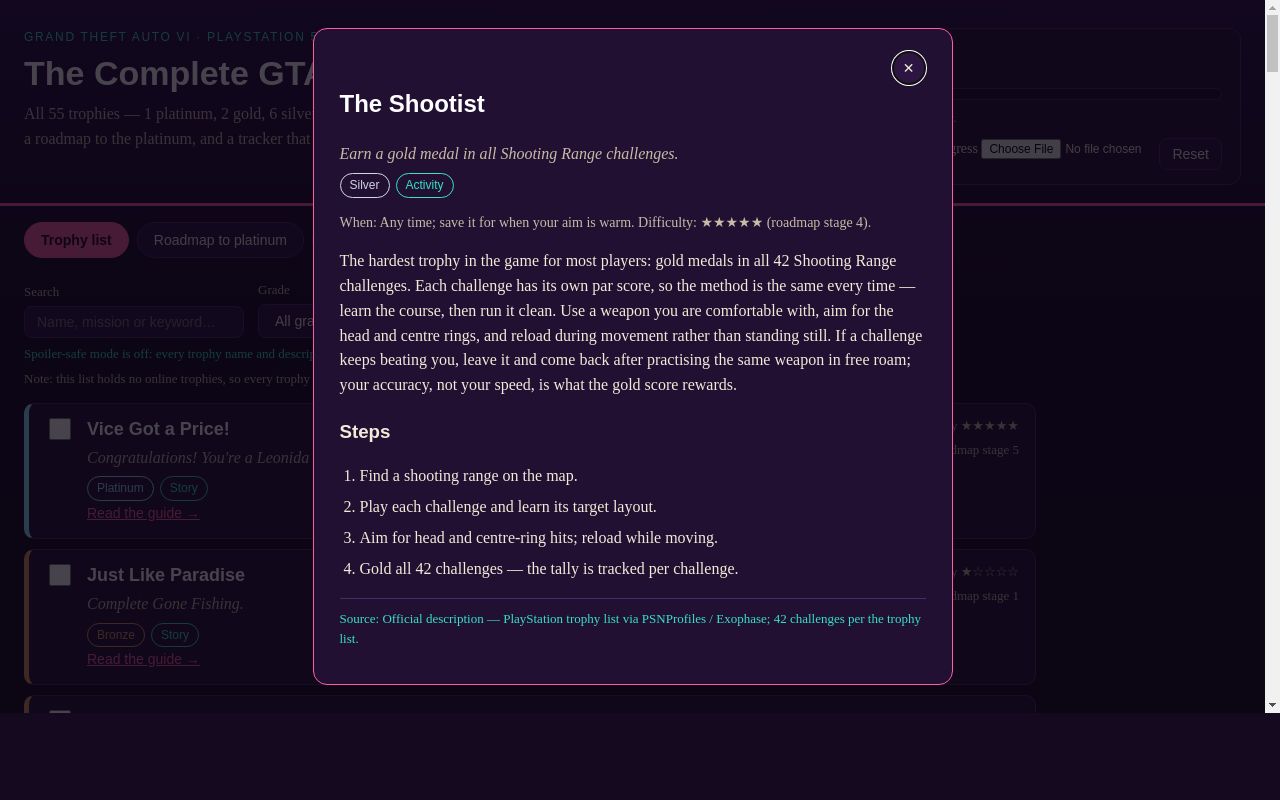 GRAND THEFT AUTO VI · PLAYSTATION
The Complete GTA
All 55 trophies — 1 platinum, 2 gold, 6 silver
a roadmap to the platinum, and a tracker that
Choose File No file chosen
Reset
Trophy list
Roadmap to platinum
Search
Grade
Name, mission or keyword…
All gra
Spoiler-safe mode is off: every trophy name and descrip
Note: this list holds no online trophies, so every trophy
Vice Got a Price!
Congratulations! You're a Leonida
Platinum
Story
Read the guide →
★★★★★
roadmap stage 5
Just Like Paradise
Complete Gone Fishing.
Bronze
Story
Read the guide →
★☆☆☆☆
roadmap stage 1
✕
The Shootist
Earn a gold medal in all Shooting Range challenges.
Silver
Activity
When: Any time; save it for when your aim is warm. Difficulty: ★★★★★ (roadmap stage 4).
The hardest trophy in the game for most players: gold medals in all 42 Shooting Range
challenges. Each challenge has its own par score, so the method is the same every time —
learn the course, then run it clean. Use a weapon you are comfortable with, aim for the
head and centre rings, and reload during movement rather than standing still. If a challenge
keeps beating you, leave it and come back after practising the same weapon in free roam;
your accuracy, not your speed, is what the gold score rewards.
Steps
1. Find a shooting range on the map.
2. Play each challenge and learn its target layout.
3. Aim for head and centre-ring hits; reload while moving.
4. Gold all 42 challenges — the tally is tracked per challenge.
Source: Official description — PlayStation trophy list via PSNProfiles / Exophase; 42 challenges per the trophy
list.